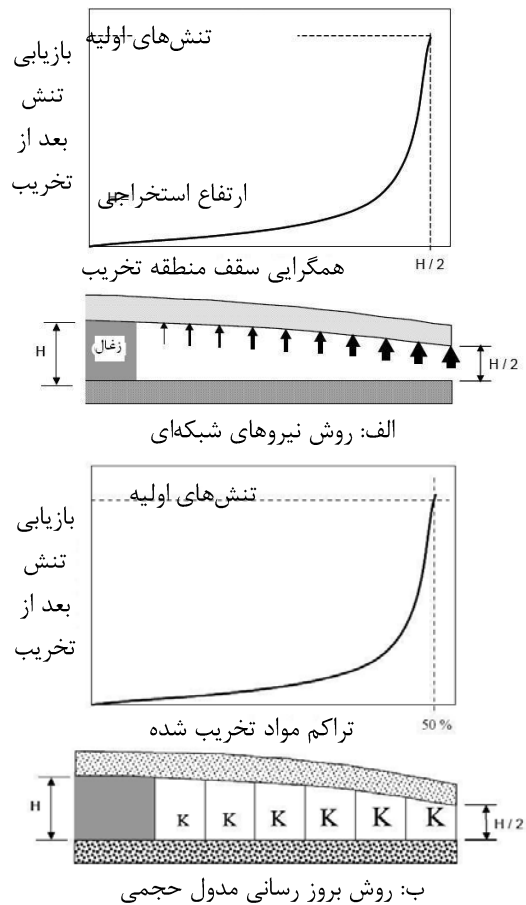 تنش‌های اولیه
بازیابی
تنش
بعد از
تخریب
ارتفاع استخراجی
H
همگرایی سقف منطقه تخریب
H / 2
H
زغال
H / 2
الف: روش نیروهای شبکه‌ای
تنش‌های اولیه
بازیابی
تنش
بعد از
تخریب
تراکم مواد تخریب شده
50 %
H
K K K K K K
H / 2
ب: روش بروز رسانی مدول حجمی